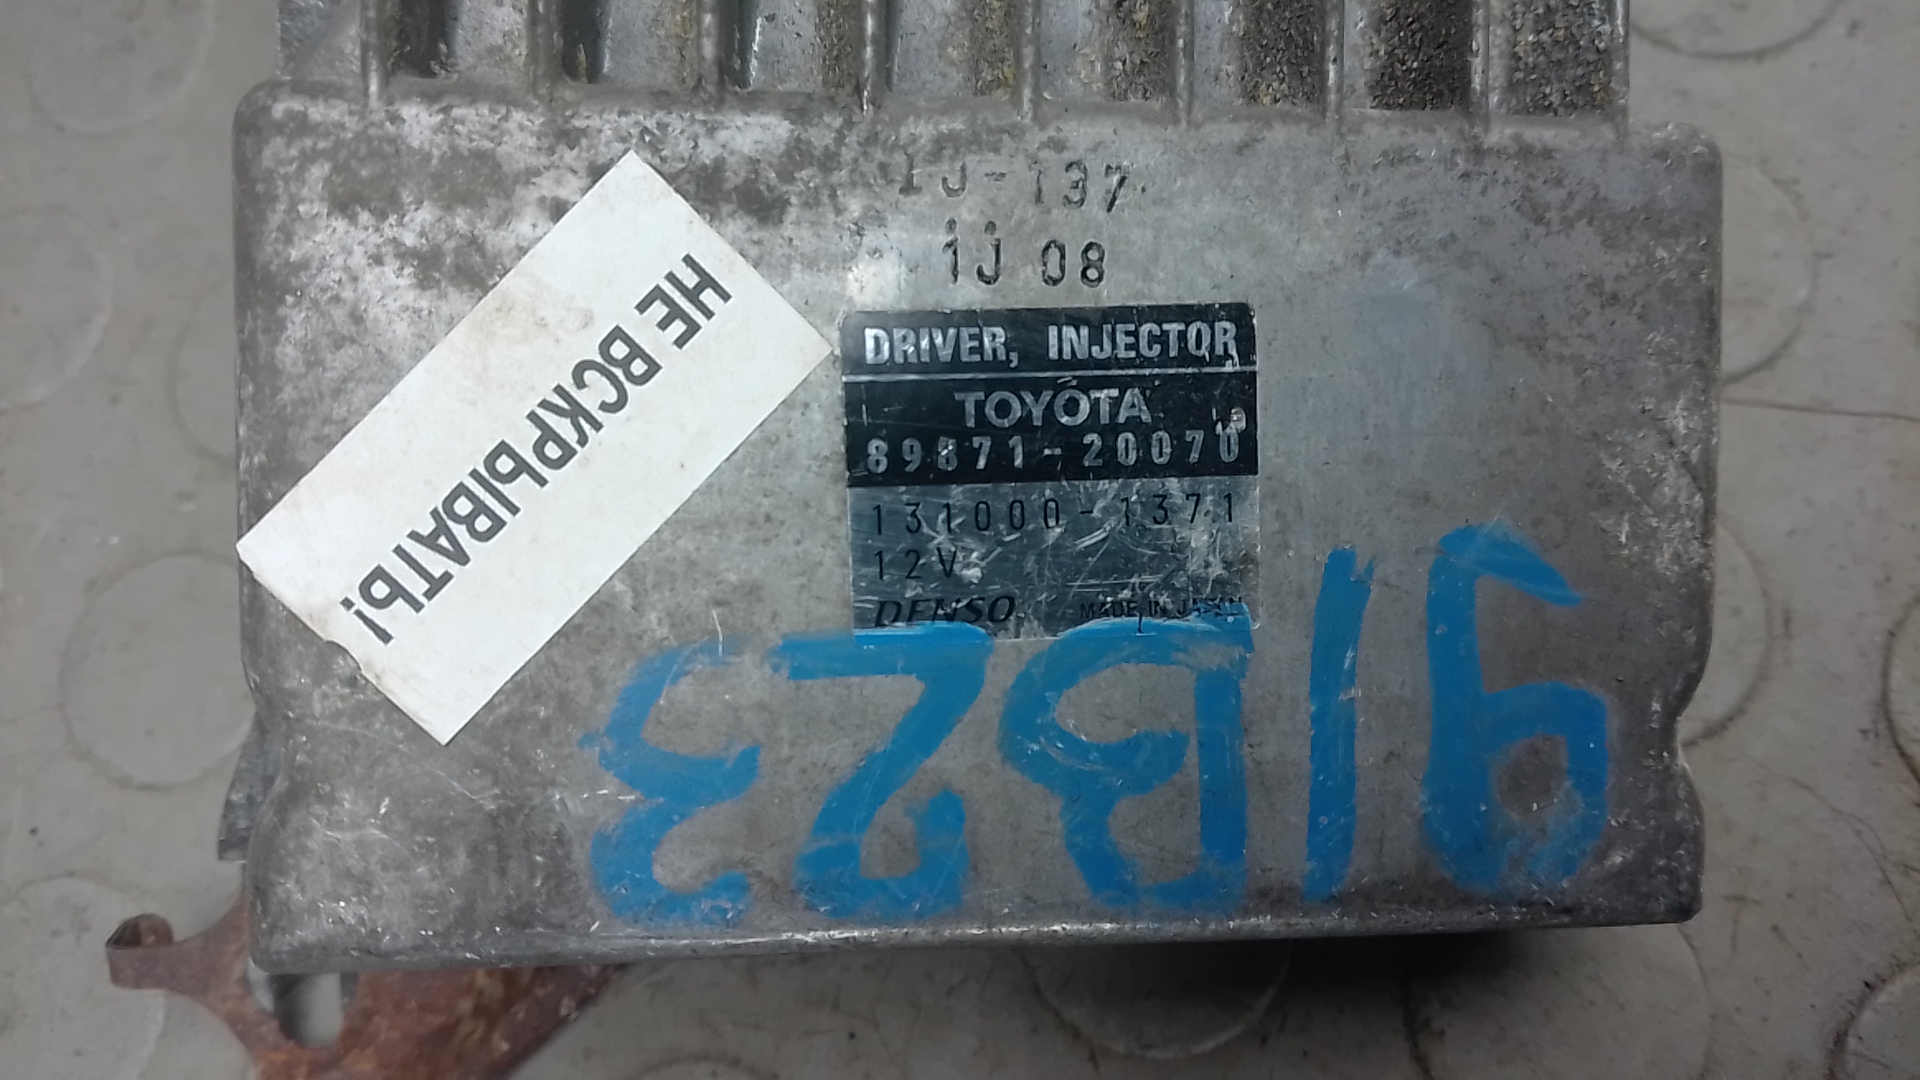 1J-137
1J 08
НЕ ВСКРЫВАТЬ!
DRIVER, INJECTOR
TOYOTA
89871-20070
131000-1371
12V
DENSO MADE IN JAPAN
91B23